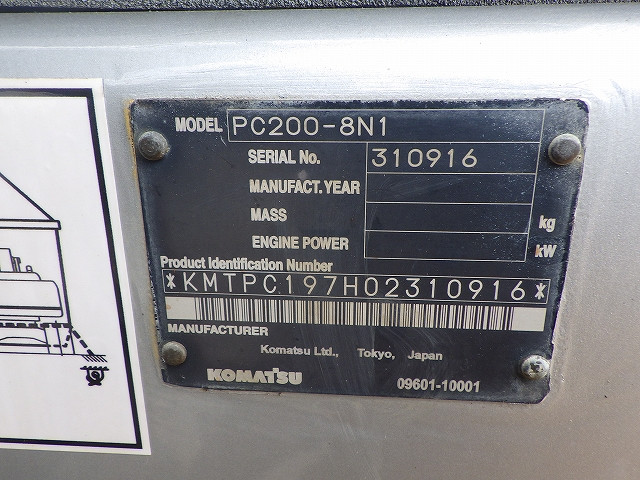 MODEL PC200-8N1
SERIAL No. 310916
MANUFACT.YEAR
MASS kg
ENGINE POWER kW
Product Identification Number
*KMTPC197H02310916*
MANUFACTURER
Komatsu Ltd., Tokyo, Japan
KOMATSU 09601-10001